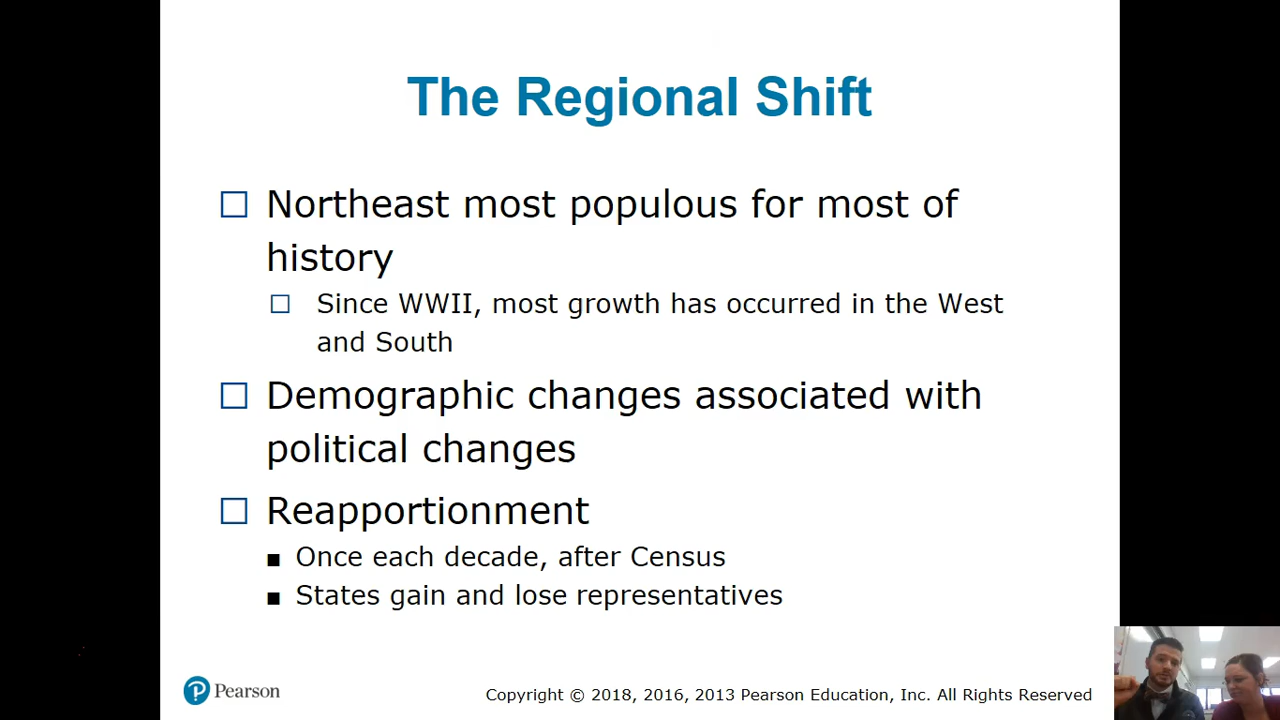 The Regional Shift
Northeast most populous for most of
history
Since WWII, most growth has occurred in the West
and South
Demographic changes associated with
political changes
Reapportionment
Once each decade, after Census
States gain and lose representatives
P Pearson
Copyright © 2018, 2016, 2013 Pearson Education, Inc. All Rights Reserved